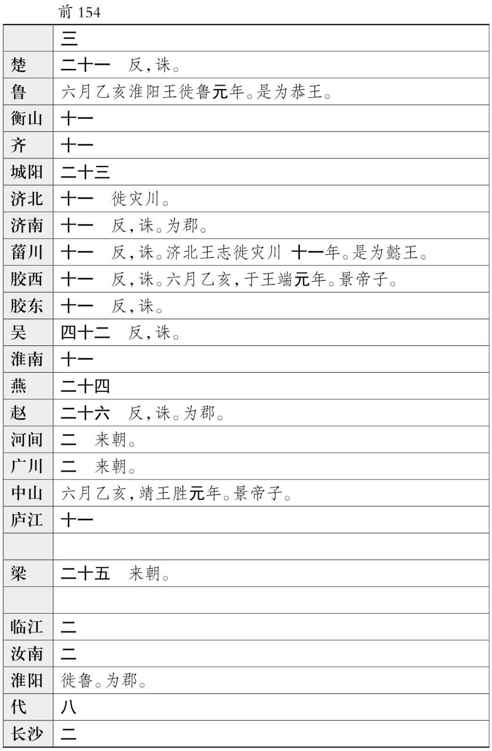 前 154
三
楚 二十一 反，诛。
鲁 六月乙亥淮阳王徙鲁元年。是为恭王。
衡山 十一
齐 十一
城阳 二十三
济北 十一 徙灾川。
济南 十一 反，诛。为郡。
菑川 十一 反，诛。济北王志徙灾川 十一年。是为懿王。
胶西 十一 反，诛。六月乙亥，于王端元年。景帝子。
胶东 十一 反，诛。
吴 四十二 反，诛。
淮南 十一
燕 二十四
赵 二十六 反，诛。为郡。
河间 二 来朝。
广川 二 来朝。
中山 六月乙亥，靖王胜元年。景帝子。
庐江 十一
梁 二十五 来朝。
临江 二
汝南 二
淮阳 徙鲁。为郡。
代 八
长沙 二